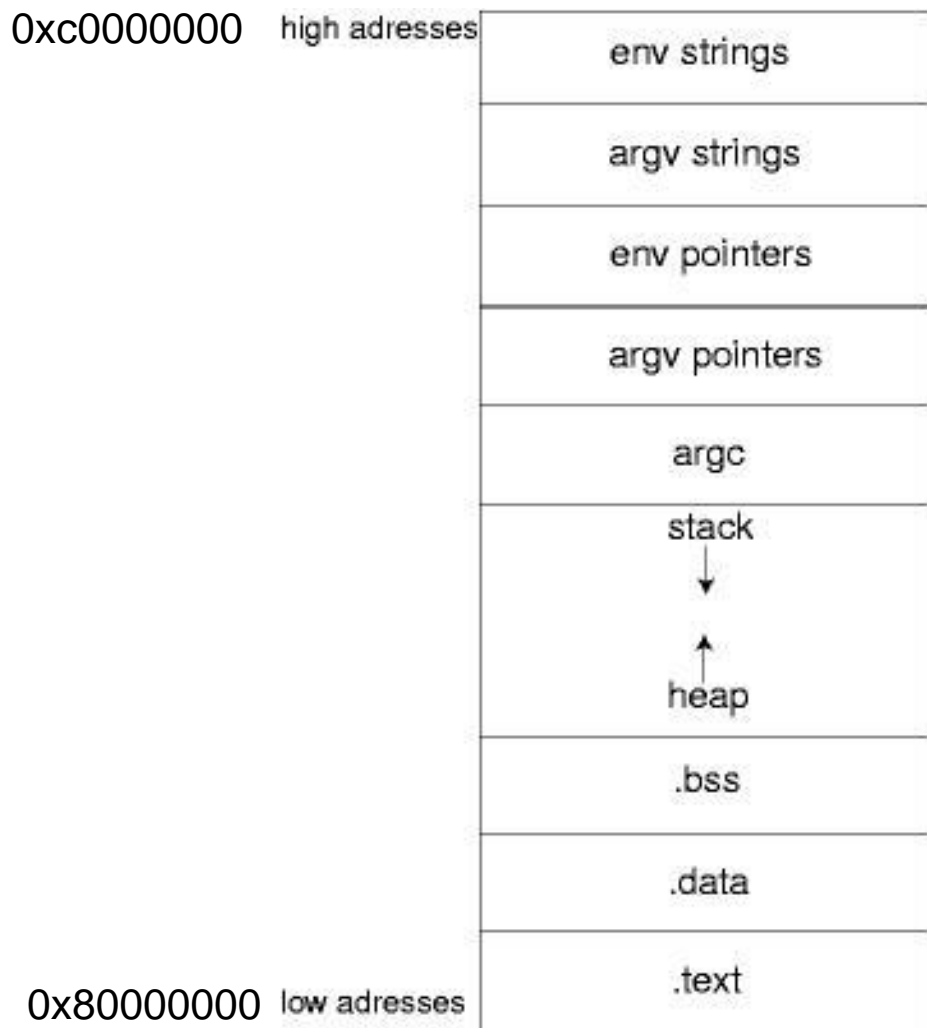 0xc0000000 high adresses
env strings
argv strings
env pointers
argv pointers
argc
stack
heap
.bss
.data
.text
0x80000000 low adresses